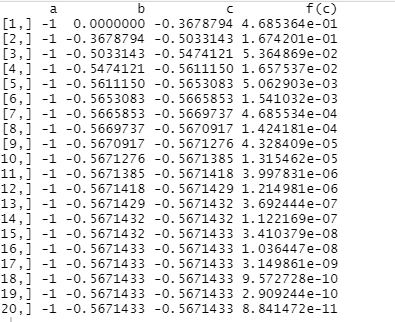 a b c f(c)
[1,] -1 0.0000000 -0.3678794 4.685364e-01
[2,] -1 -0.3678794 -0.5033143 1.674201e-01
[3,] -1 -0.5033143 -0.5474121 5.364869e-02
[4,] -1 -0.5474121 -0.5611150 1.657537e-02
[5,] -1 -0.5611150 -0.5653083 5.062903e-03
[6,] -1 -0.5653083 -0.5665853 1.541032e-03
[7,] -1 -0.5665853 -0.5669737 4.685534e-04
[8,] -1 -0.5669737 -0.5670917 1.424181e-04
[9,] -1 -0.5670917 -0.5671276 4.328409e-05
10,] -1 -0.5671276 -0.5671385 1.315462e-05
11,] -1 -0.5671385 -0.5671418 3.997831e-06
12,] -1 -0.5671418 -0.5671429 1.214981e-06
13,] -1 -0.5671429 -0.5671432 3.692444e-07
14,] -1 -0.5671432 -0.5671432 1.122169e-07
15,] -1 -0.5671432 -0.5671433 3.410379e-08
16,] -1 -0.5671433 -0.5671433 1.036447e-08
17,] -1 -0.5671433 -0.5671433 3.149861e-09
18,] -1 -0.5671433 -0.5671433 9.572728e-10
19,] -1 -0.5671433 -0.5671433 2.909244e-10
20,] -1 -0.5671433 -0.5671433 8.841472e-11